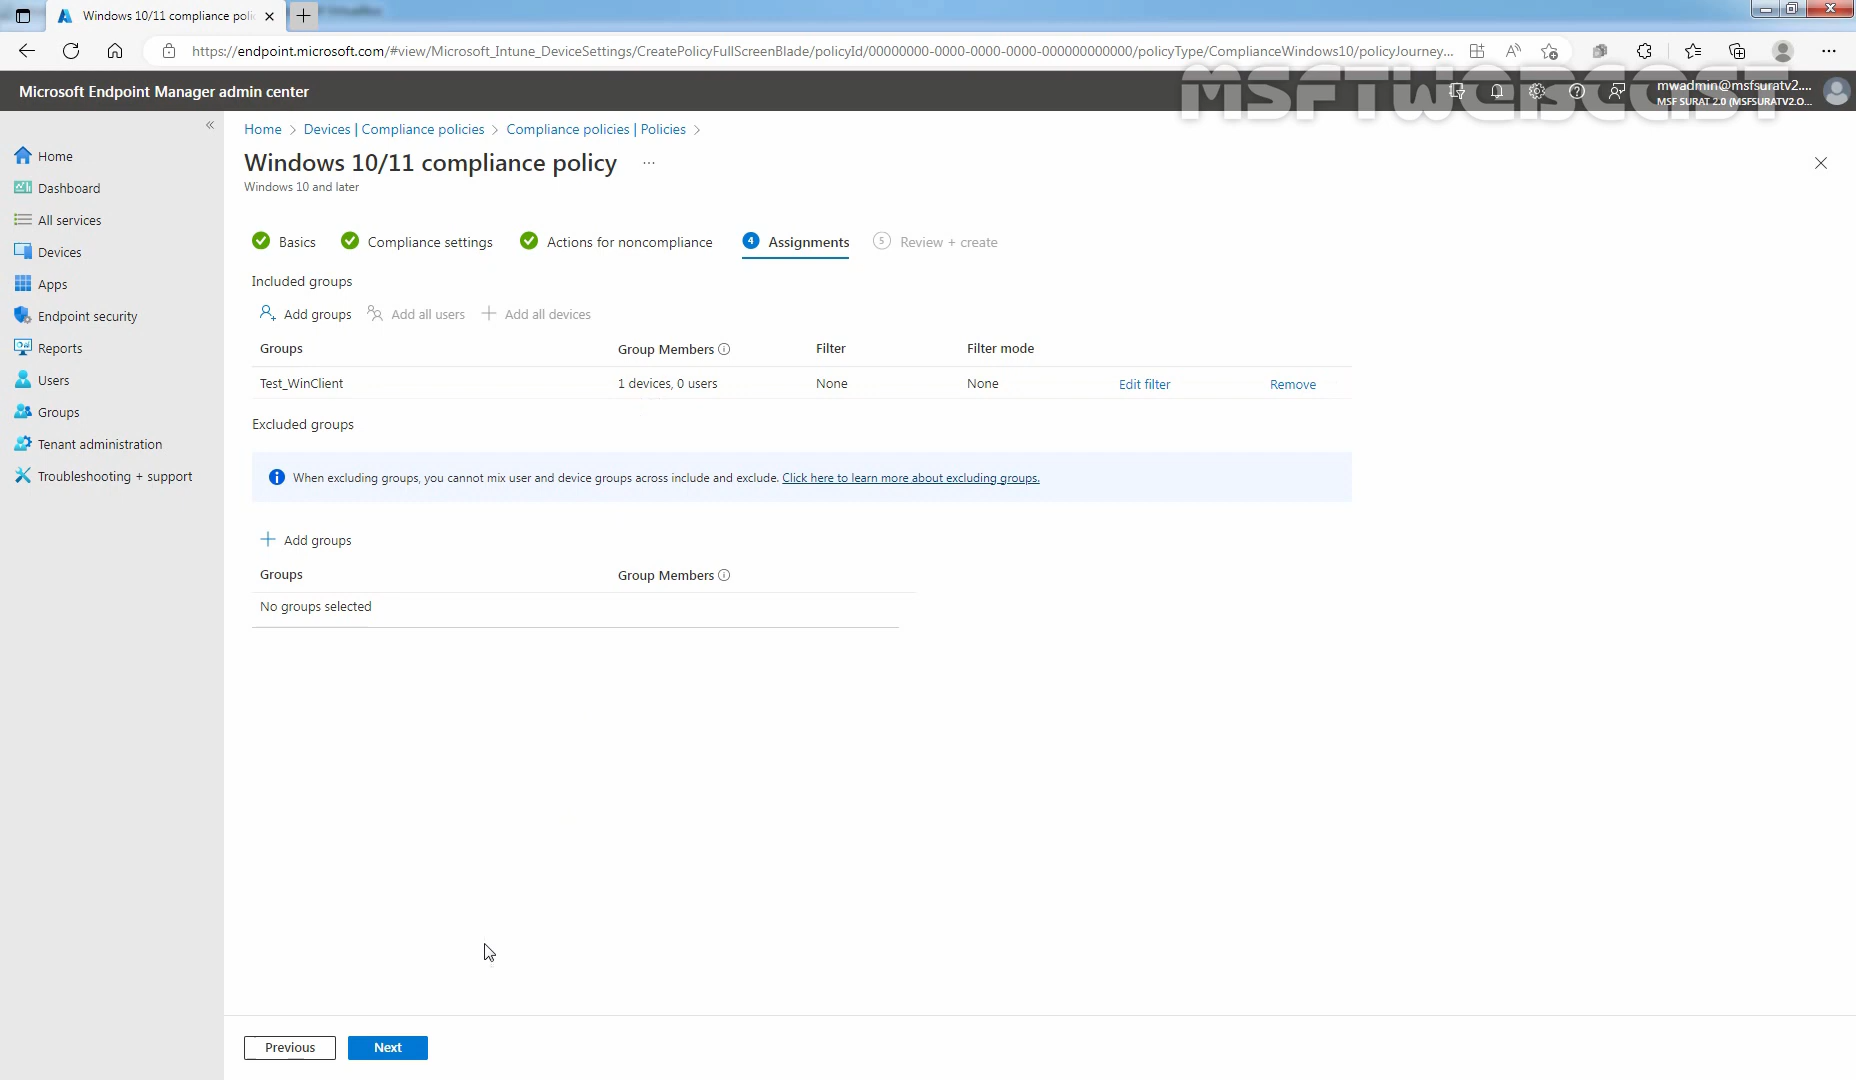 Windows 10/11 compliance polic
https://endpoint.microsoft.com/#view/Microsoft_Intune_DeviceSettings/CreatePolicyFullScreenBlade/policyId/00000000-0000-0000-0000-000000000000/policyType/ComplianceWindows10/policyJourney...
MSFTWEBCAST
Microsoft Endpoint Manager admin center
mwadmin@msfsuratv2....
MSF SURAT 2.0 (MSFSURATV2.O...
Home
Dashboard
All services
Devices
Apps
Endpoint security
Reports
Users
Groups
Tenant administration
Troubleshooting + support
Home > Devices | Compliance policies > Compliance policies | Policies >
Windows 10/11 compliance policy ...
Windows 10 and later
Basics Compliance settings Actions for noncompliance 4 Assignments 5 Review + create
Included groups
Add groups Add all users Add all devices
Groups Group Members Filter Filter mode
Test_WinClient 1 devices, 0 users None None Edit filter Remove
Excluded groups
When excluding groups, you cannot mix user and device groups across include and exclude. Click here to learn more about excluding groups.
Add groups
Groups Group Members
No groups selected
Previous Next